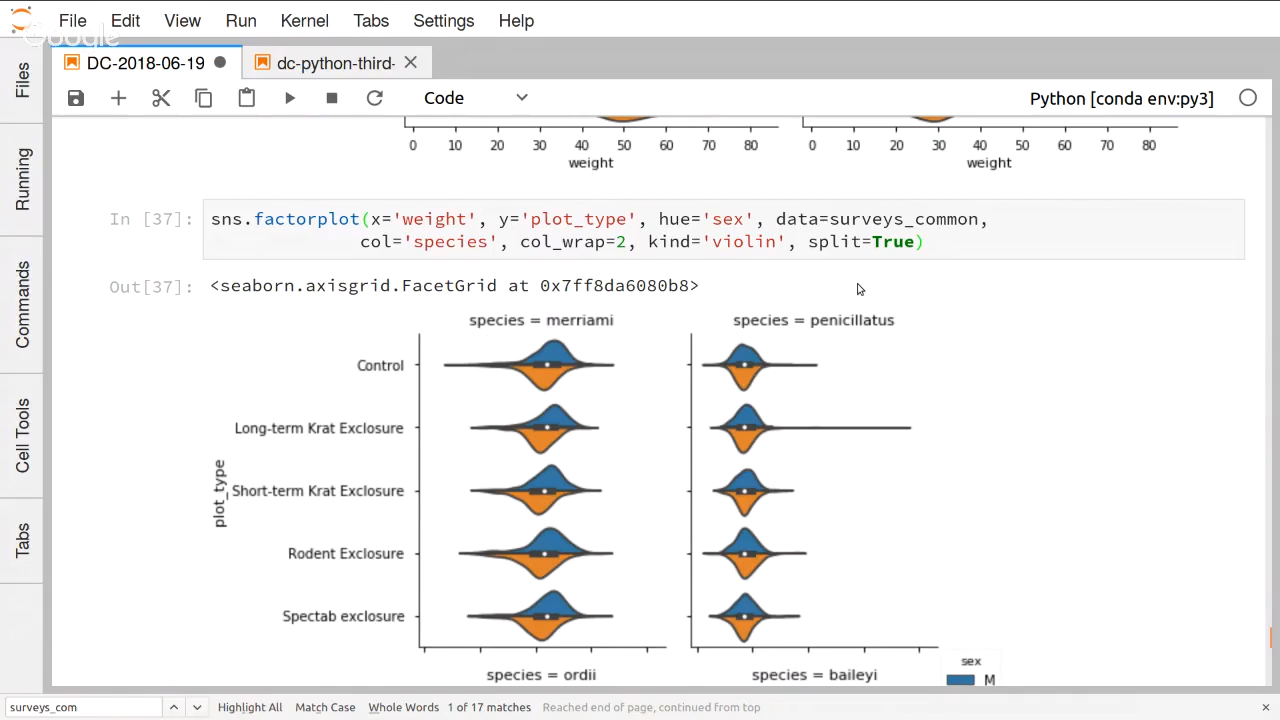 File Edit View Run Kernel Tabs Settings Help
Google
DC-2018-06-19 dc-python-third-
Code Python [conda env:py3]
Files
Running
Commands
Cell Tools
Tabs
0 10 20 30 40 50 60 70 80 0 10 20 30 40 50 60 70 80
weight weight
In [37]: sns.factorplot(x='weight', y='plot_type', hue='sex', data=surveys_common,
col='species', col_wrap=2, kind='violin', split=True)
Out[37]: <seaborn.axisgrid.FacetGrid at 0x7ff8da6080b8>
species = merriami species = penicillatus
Control
Long-term Krat Exclosure
Short-term Krat Exclosure
Rodent Exclosure
Spectab exclosure
plot_type
species = ordii species = baileyi
sex
M
surveys_com Highlight All Match Case Whole Words 1 of 17 matches Reached end of page, continued from top